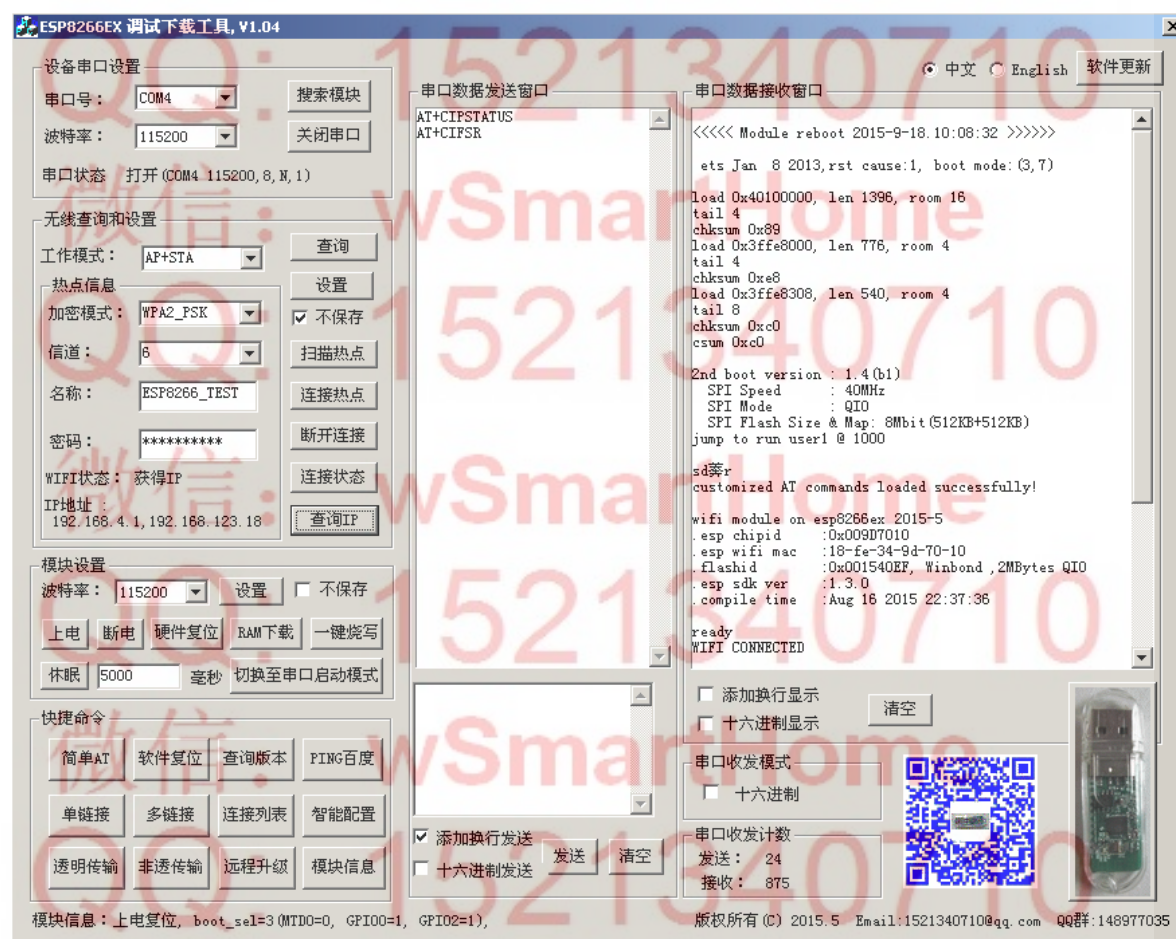 ESP8266EX 调试下载工具, V1.04
设备串口设置
串口号： COM4 搜索模块
波特率： 115200 关闭串口
串口状态 打开(COM4 115200,8,N,1)
无线查询和设置
工作模式： AP+STA 查询
热点信息 设置
加密模式： WPA2_PSK 不保存
信道： 6 扫描热点
名称： ESP8266_TEST 连接热点
密码： ********** 断开连接
WIFI状态： 获得IP 连接状态
IP地址：
192.168.4.1,192.168.123.18 查询IP
模块设置
波特率： 115200 设置 不保存
上电 断电 硬件复位 RAM下载 一键烧写
休眠 5000 毫秒 切换至串口启动模式
快捷命令
简单AT 软件复位 查询版本 PING百度
单链接 多链接 连接列表 智能配置
透明传输 非透传输 远程升级 模块信息
模块信息：上电复位, boot_sel=3(MTDO=0, GPIO0=1, GPIO2=1),
串口数据发送窗口
AT+CIPSTATUS
AT+CIFSR
添加换行发送
十六进制发送 发送 清空
中文 English 软件更新
串口数据接收窗口
<<<<< Module reboot 2015-9-18.10:08:32 >>>>>>
ets Jan 8 2013,rst cause:1, boot mode:(3,7)
load 0x40100000, len 1396, room 16
tail 4
chksum 0x89
load 0x3ffe8000, len 776, room 4
tail 4
chksum 0xe8
load 0x3ffe8308, len 540, room 4
tail 8
chksum 0xc0
csum 0xc0
2nd boot version : 1.4(b1)
SPI Speed : 40MHz
SPI Mode : QIO
SPI Flash Size & Map: 8Mbit(512KB+512KB)
jump to run user1 @ 1000
customized AT commands loaded successfully!
wifi module on esp8266ex 2015-5
.esp chipid :0x009D7010
.esp wifi mac :18-fe-34-9d-70-10
.flashid :0x001540EF, Winbond ,2MBytes QIO
.esp sdk ver :1.3.0
.compile time :Aug 16 2015 22:37:36
ready
WIFI CONNECTED
添加换行显示
十六进制显示 清空
串口收发模式
十六进制
串口收发计数
发送： 24
接收： 875
版权所有(C) 2015.5 Email:1521340710@qq.com QQ群:148977035
QQ：1521340710
微信：wSmartHome
QQ：1521340710
微信：wSmartHome
QQ：1521340710
微信：wSmartHome
QQ：1521340710